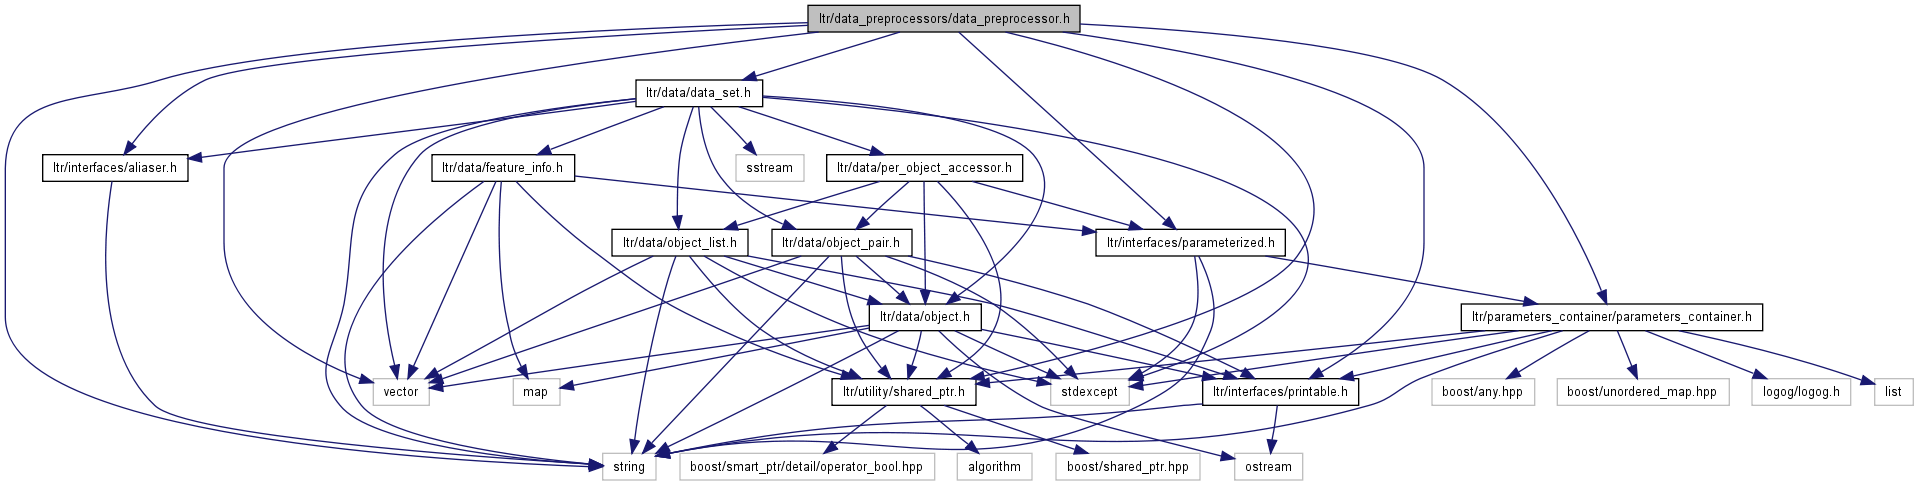 ltr/data_preprocessors/data_preprocessor.h
ltr/data/data_set.h
ltr/interfaces/aliaser.h
ltr/data/feature_info.h
sstream
ltr/data/per_object_accessor.h
ltr/data/object_list.h
ltr/data/object_pair.h
ltr/interfaces/parameterized.h
ltr/data/object.h
ltr/parameters_container/parameters_container.h
vector
map
ltr/utility/shared_ptr.h
stdexcept
ltr/interfaces/printable.h
boost/any.hpp
boost/unordered_map.hpp
logog/logog.h
list
string
boost/smart_ptr/detail/operator_bool.hpp
algorithm
boost/shared_ptr.hpp
ostream